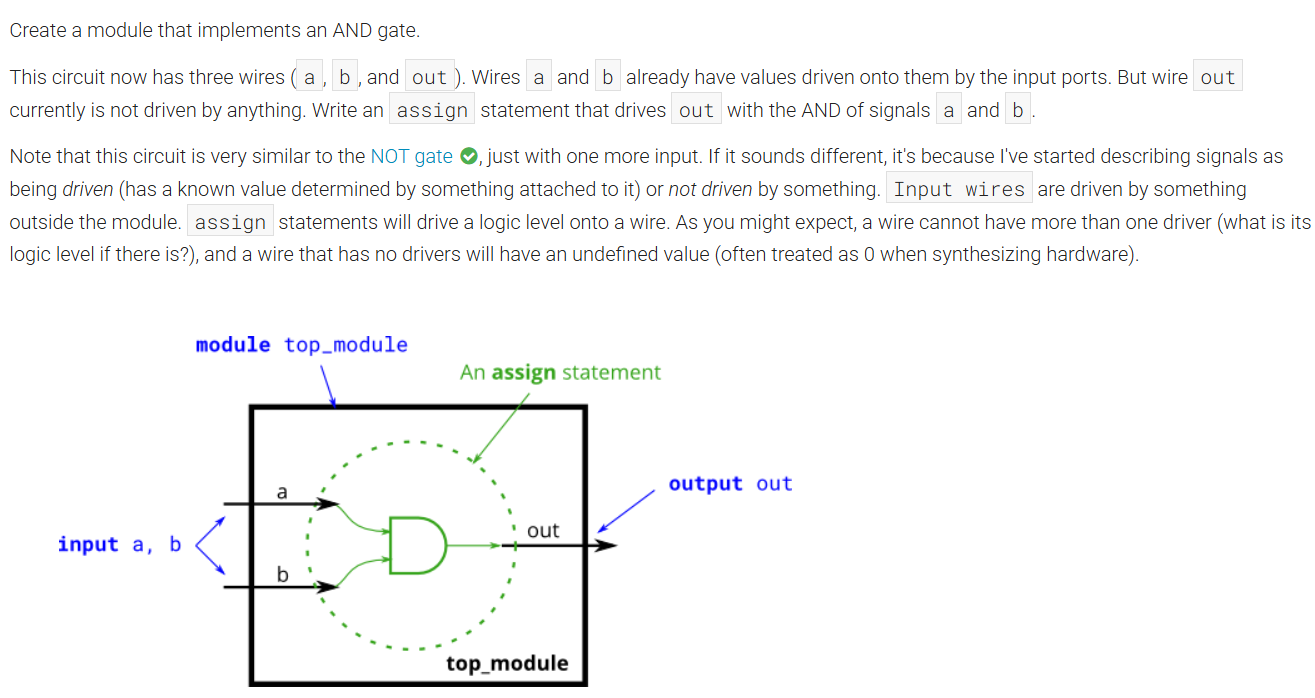 Create a module that implements an AND gate.
This circuit now has three wires ( a , b , and out ). Wires a and b already have values driven onto them by the input ports. But wire out
currently is not driven by anything. Write an assign statement that drives out with the AND of signals a and b .
Note that this circuit is very similar to the NOT gate , just with one more input. If it sounds different, it's because I've started describing signals as
being driven (has a known value determined by something attached to it) or not driven by something. Input wires are driven by something
outside the module. assign statements will drive a logic level onto a wire. As you might expect, a wire cannot have more than one driver (what is its
logic level if there is?), and a wire that has no drivers will have an undefined value (often treated as 0 when synthesizing hardware).
module top_module
An assign statement
a
output out
out
input a, b
b
top_module